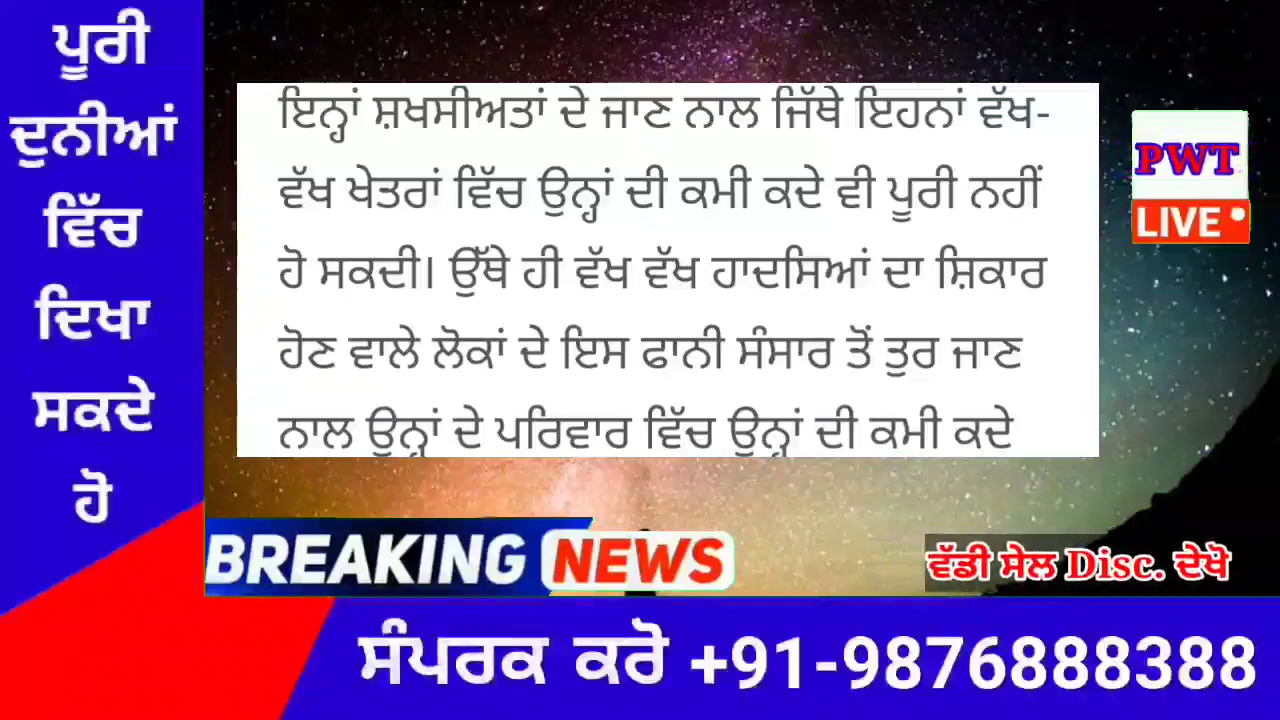 ਪੂਰੀ
ਦੁਨੀਆਂ
ਵਿੱਚ
ਦਿਖਾ
ਸਕਦੇ
ਹੋ
ਇਨ੍ਹਾਂ ਸ਼ਖਸੀਅਤਾਂ ਦੇ ਜਾਣ ਨਾਲ ਜਿੱਥੇ ਇਹਨਾਂ ਵੱਖ-
ਵੱਖ ਖੇਤਰਾਂ ਵਿੱਚ ਉਨ੍ਹਾਂ ਦੀ ਕਮੀ ਕਦੇ ਵੀ ਪੂਰੀ ਨਹੀਂ
ਹੋ ਸਕਦੀ। ਉੱਥੇ ਹੀ ਵੱਖ ਵੱਖ ਹਾਦਸਿਆਂ ਦਾ ਸ਼ਿਕਾਰ
ਹੋਣ ਵਾਲੇ ਲੋਕਾਂ ਦੇ ਇਸ ਫਾਨੀ ਸੰਸਾਰ ਤੋਂ ਤੁਰ ਜਾਣ
ਨਾਲ ਉਨ੍ਹਾਂ ਦੇ ਪਰਿਵਾਰ ਵਿੱਚ ਉਨ੍ਹਾਂ ਦੀ ਕਮੀ ਕਦੇ
PWT
LIVE
BREAKING NEWS
ਵੱਡੀ ਸੇਲ Disc. ਦੇਖੋ
ਸੰਪਰਕ ਕਰੋ +91-9876888388